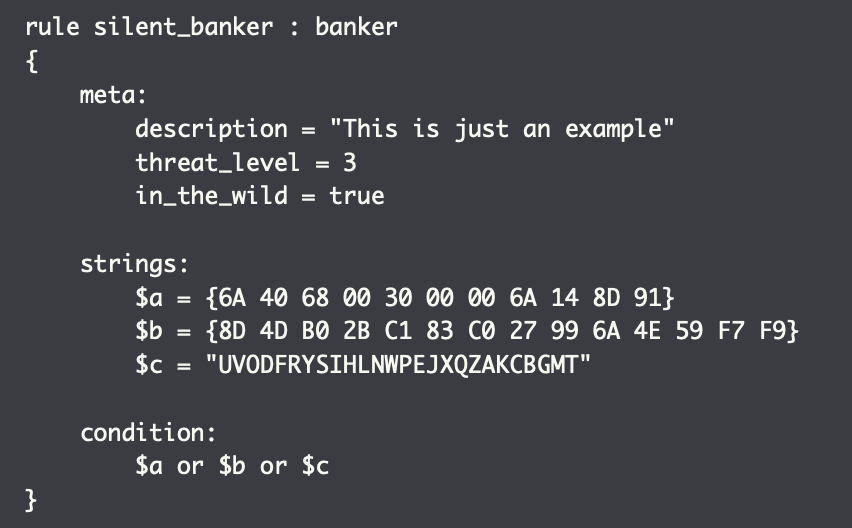 rule silent_banker : banker
{
    meta:
        description = "This is just an example"
        threat_level = 3
        in_the_wild = true

    strings:
        $a = {6A 40 68 00 30 00 00 6A 14 8D 91}
        $b = {8D 4D B0 2B C1 83 C0 27 99 6A 4E 59 F7 F9}
        $c = "UVODFRYSIHLNWPEJXQZAKCBGMT"

    condition:
        $a or $b or $c
}